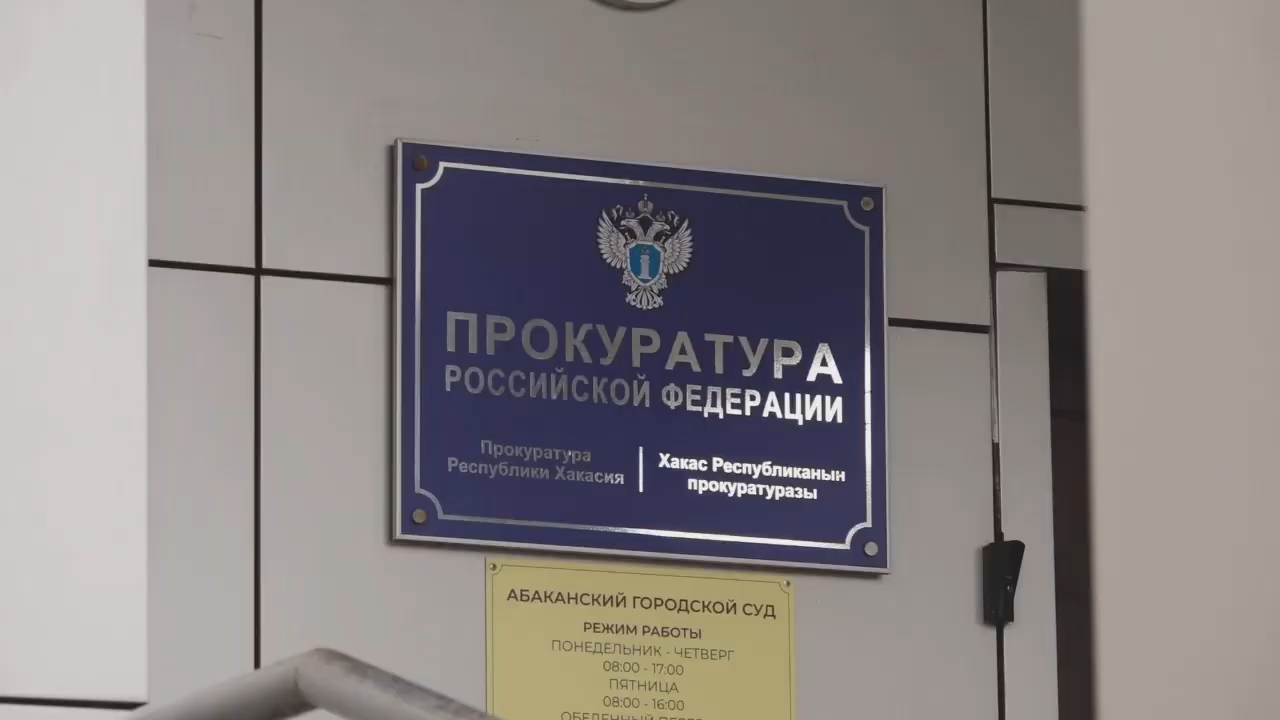 ПРОКУРАТУРА
РОССИЙСКОЙ ФЕДЕРАЦИИ
Прокуратура
Республики Хакасия
Хакас Республиканын
прокуратуразы
АБАКАНСКИЙ ГОРОДСКОЙ СУД
РЕЖИМ РАБОТЫ
ПОНЕДЕЛЬНИК - ЧЕТВЕРГ
08:00 - 17:00
ПЯТНИЦА
08:00 - 16:00
ОБЕДЕННЫЙ